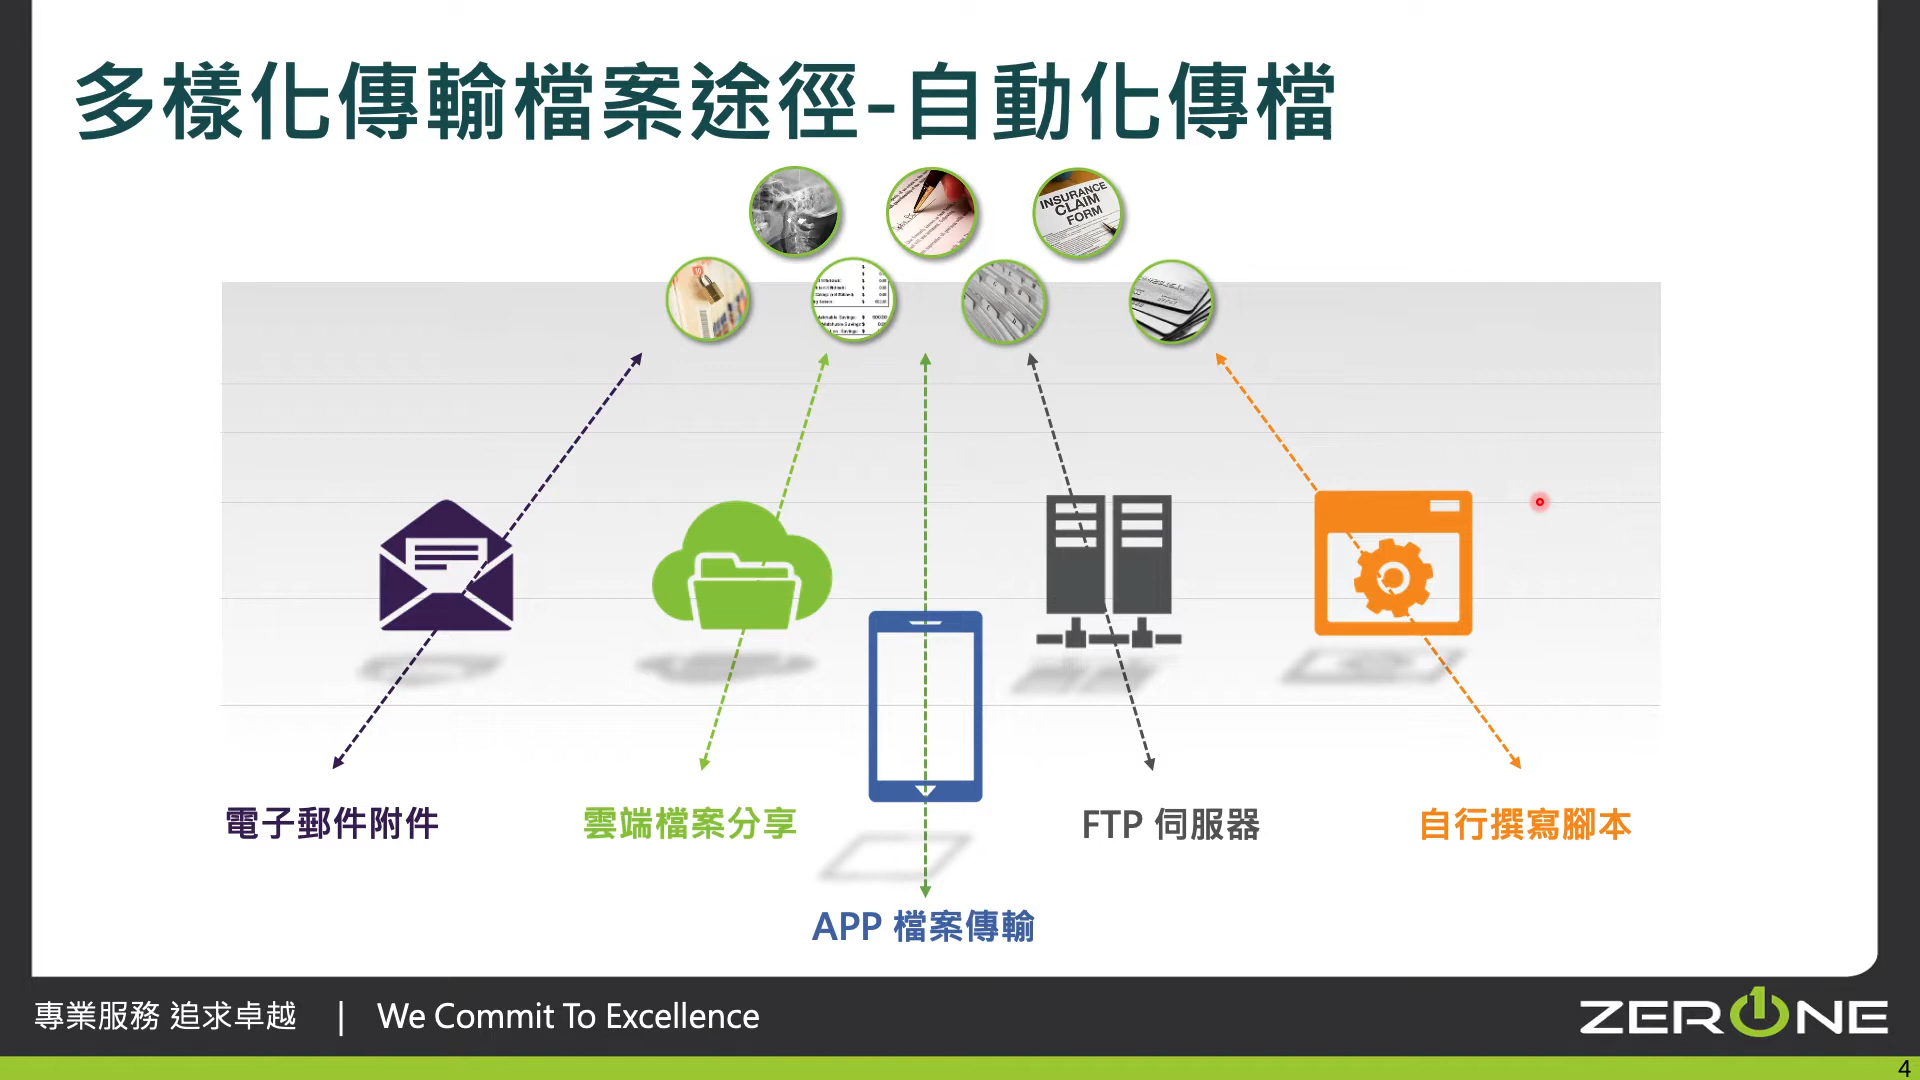 多樣化傳輸檔案途徑-自動化傳檔
INSURANCE
CLAIM
FORM
電子郵件附件
雲端檔案分享
FTP 伺服器
自行撰寫腳本
APP 檔案傳輸
專業服務 追求卓越 | We Commit To Excellence
ZERONE
4